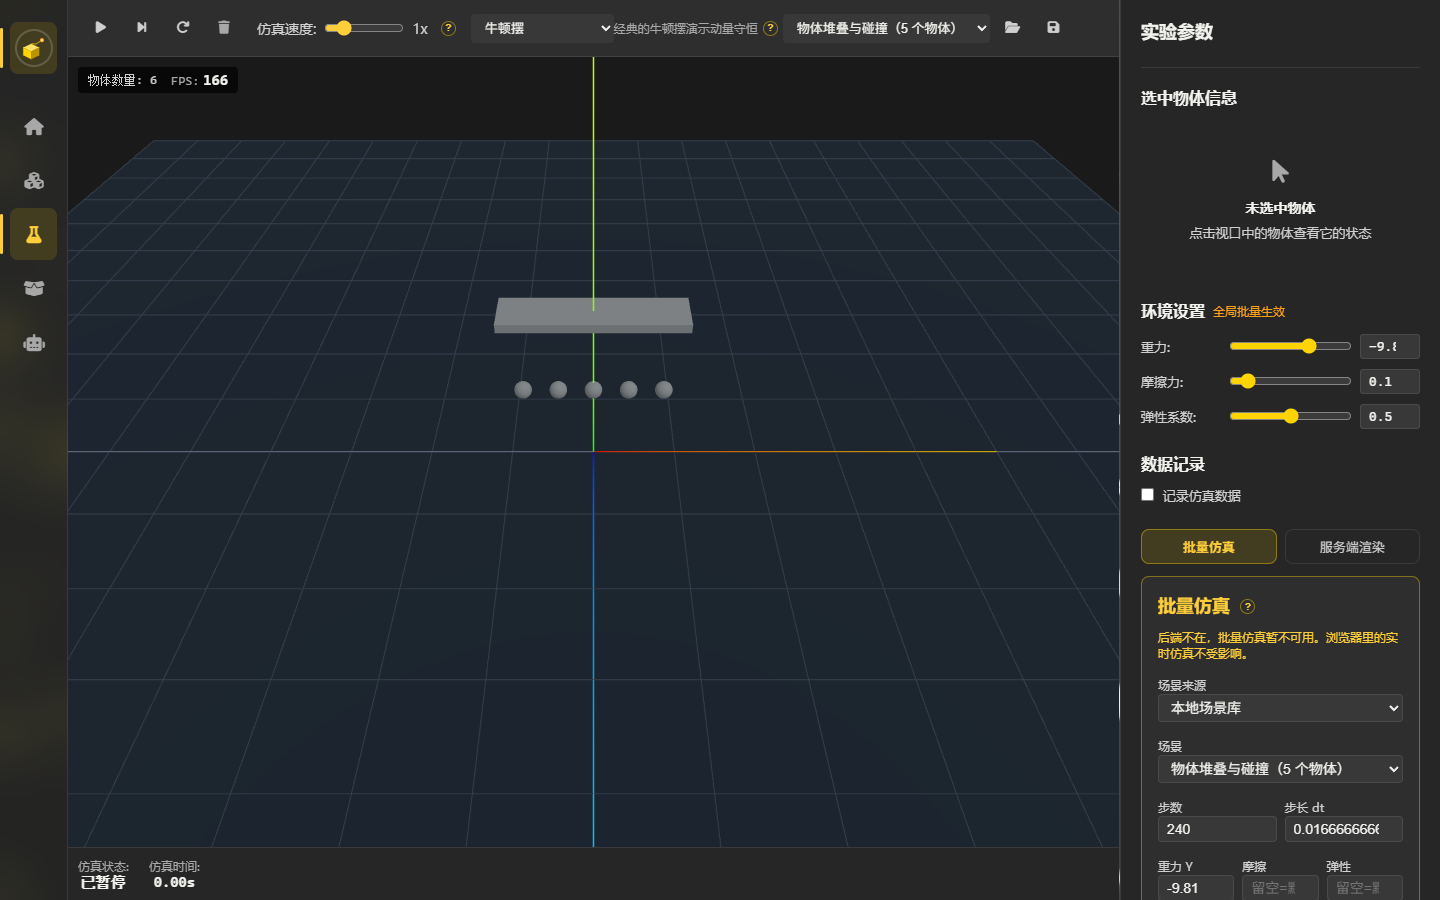 仿真速度: 1x ? 牛顿摆 经典的牛顿摆演示动量守恒 ? 物体堆叠与碰撞（5 个物体）
物体数量: 6 FPS: 166
仿真状态: 仿真时间:
已暂停 0.00s
实验参数
选中物体信息
未选中物体
点击视口中的物体查看它的状态
环境设置 全局批量生效
重力: -9.8
摩擦力: 0.1
弹性系数: 0.5
数据记录
记录仿真数据
批量仿真 服务端渲染
批量仿真 ?
后端不在，批量仿真暂不可用。浏览器里的实
时仿真不受影响。
场景来源
本地场景库
场景
物体堆叠与碰撞（5 个物体）
步数 步长 dt
240 0.016666666
重力 Y 摩擦 弹性
-9.81 留空= 留空=